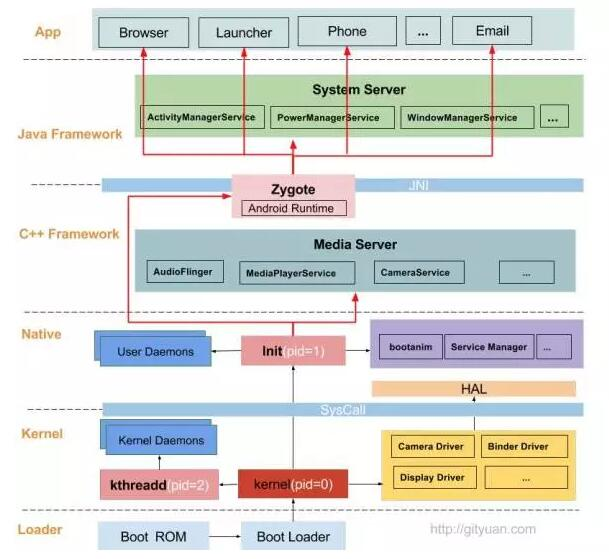 App
Browser
Launcher
Phone
...
Email
System Server
ActivityManagerService
PowerManagerService
WindowManagerService
...
Java Framework
JNI
Zygote
Android Runtime
C++ Framework
Media Server
AudioFlinger
MediaPlayerService
CameraService
...
Native
User Daemons
Init(pid=1)
bootanim
Service Manager
...
HAL
SysCall
Kernel
Kernel Daemons
Camera Driver
Binder Driver
kthreadd(pid=2)
kernel(pid=0)
Display Driver
...
Loader
Boot ROM
Boot Loader
http://gityuan.com